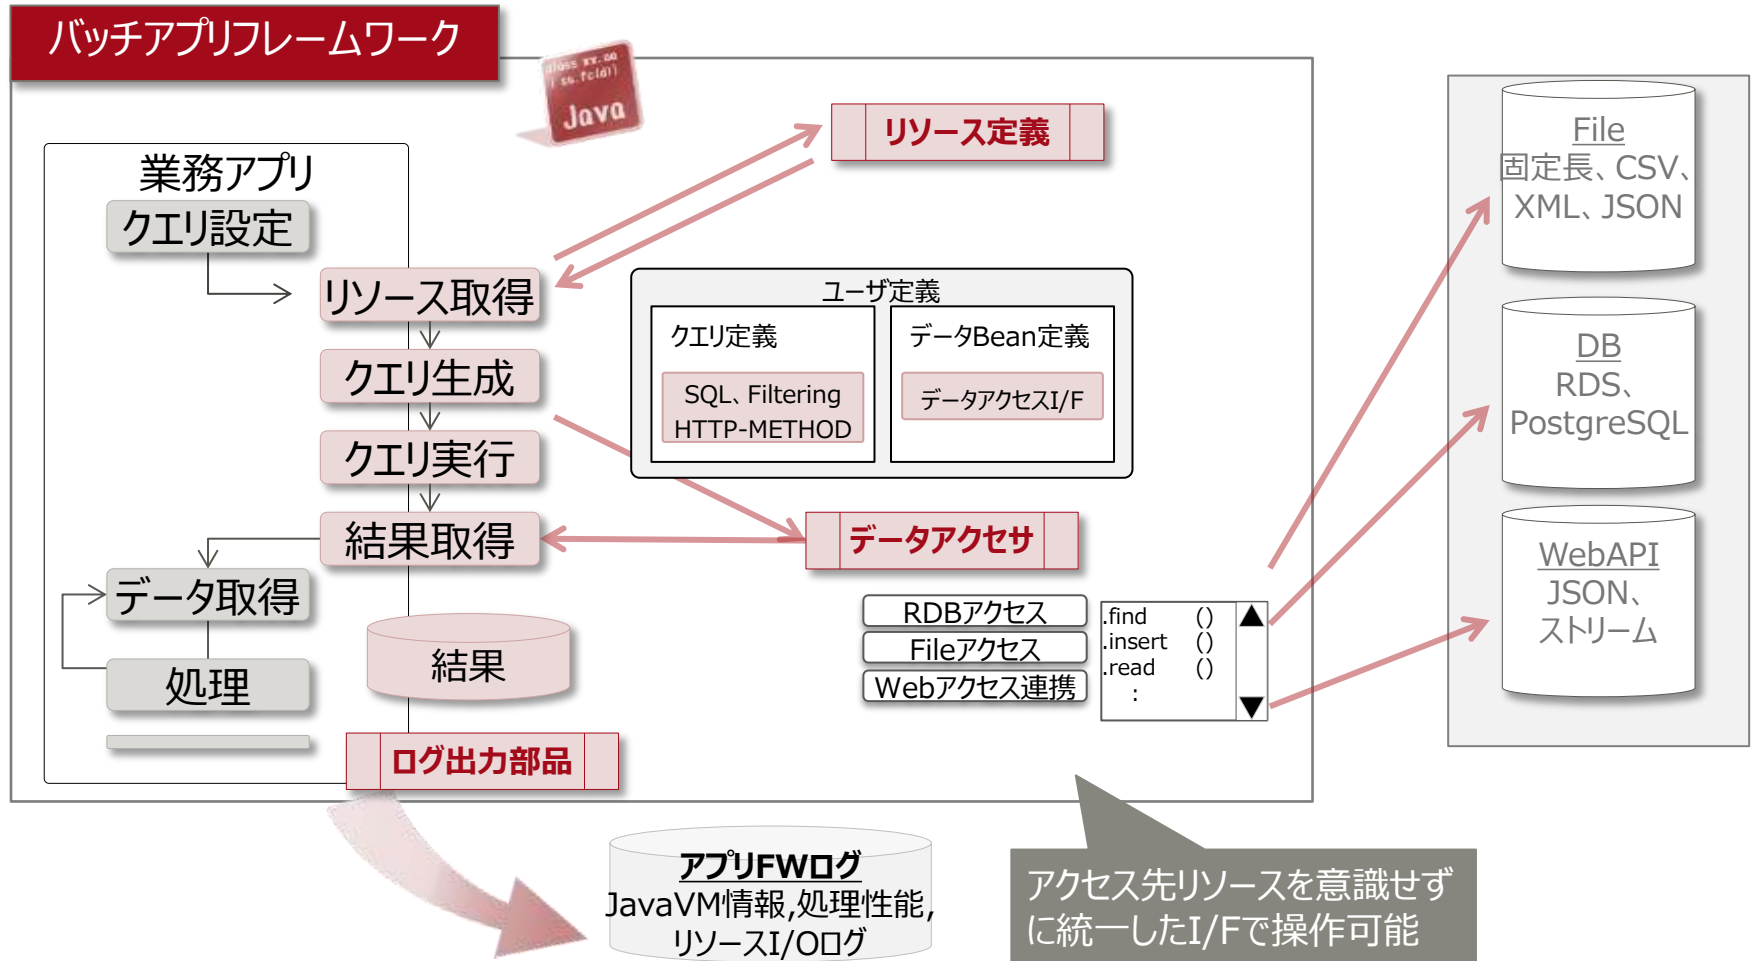 バッチアプリフレームワーク
Java
業務アプリ
クエリ設定
リソース取得
クエリ生成
クエリ実行
結果取得
データ取得
処理
結果
ログ出力部品
リソース定義
ユーザ定義
クエリ定義
SQL、Filtering
HTTP-METHOD
データBean定義
データアクセスI/F
データアクセサ
RDBアクセス
Fileアクセス
Webアクセス連携
.find ()
.insert ()
.read ()
:
File
固定長、CSV、
XML、JSON
DB
RDS、
PostgreSQL
WebAPI
JSON、
ストリーム
アプリFWログ
JavaVM情報,処理性能,
リソースI/Oログ
アクセス先リソースを意識せず
に統一したI/Fで操作可能